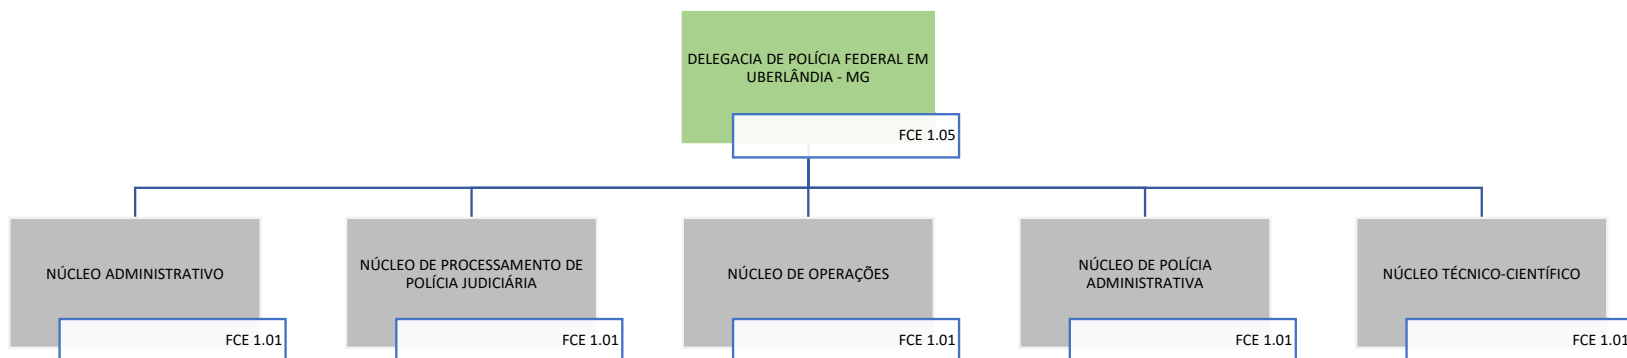 DELEGACIA DE POLÍCIA FEDERAL EM
UBERLÂNDIA - MG
FCE 1.05
NÚCLEO ADMINISTRATIVO
FCE 1.01
NÚCLEO DE PROCESSAMENTO DE
POLÍCIA JUDICIÁRIA
FCE 1.01
NÚCLEO DE OPERAÇÕES
FCE 1.01
NÚCLEO DE POLÍCIA
ADMINISTRATIVA
FCE 1.01
NÚCLEO TÉCNICO-CIENTÍFICO
FCE 1.01